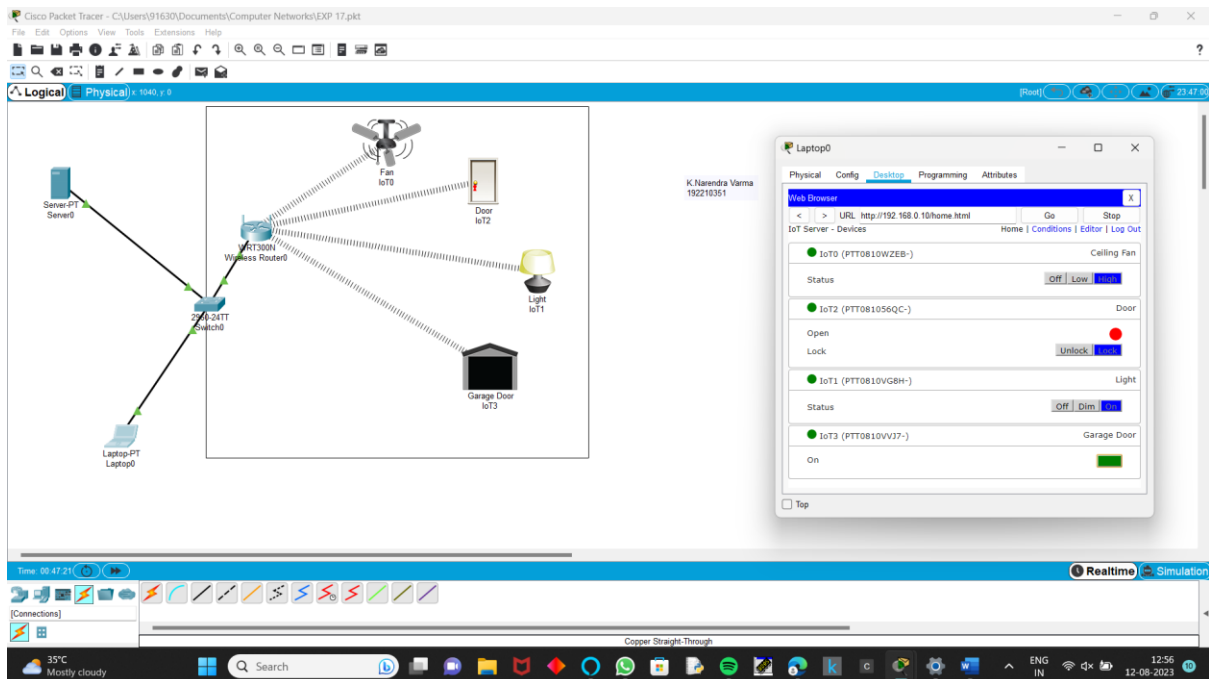 Cisco Packet Tracer - C:\Users\91630\Documents\Computer Networks\EXP 17.pkt
File Edit Options View Tools Extensions Help
?
Logical Physical x: 1040, y: 0
[Root] 23:47:00
Server-PT
Server0
WRT300N
Wireless Router0
2960-24TT
Switch0
Laptop-PT
Laptop0
Fan
IoT0
Door
IoT2
Light
IoT1
Garage Door
IoT3
K.Narendra Varma
192210351
Laptop0
Physical Config Desktop Programming Attributes
Web Browser X
< > URL http://192.168.0.10/home.html Go Stop
IoT Server - Devices Home | Conditions | Editor | Log Out
IoT0 (PTT0810WZEB-) Ceiling Fan
Status Off Low High
IoT2 (PTT081056QC-) Door
Open
Lock Unlock Lock
IoT1 (PTT0810VG8H-) Light
Status Off Dim On
IoT3 (PTT0810VVJ7-) Garage Door
On
Top
Time: 00:47:21
Realtime Simulation
[Connections]
Copper Straight-Through
35°C
Mostly cloudy
Search
ENG
IN
12:56
12-08-2023
10